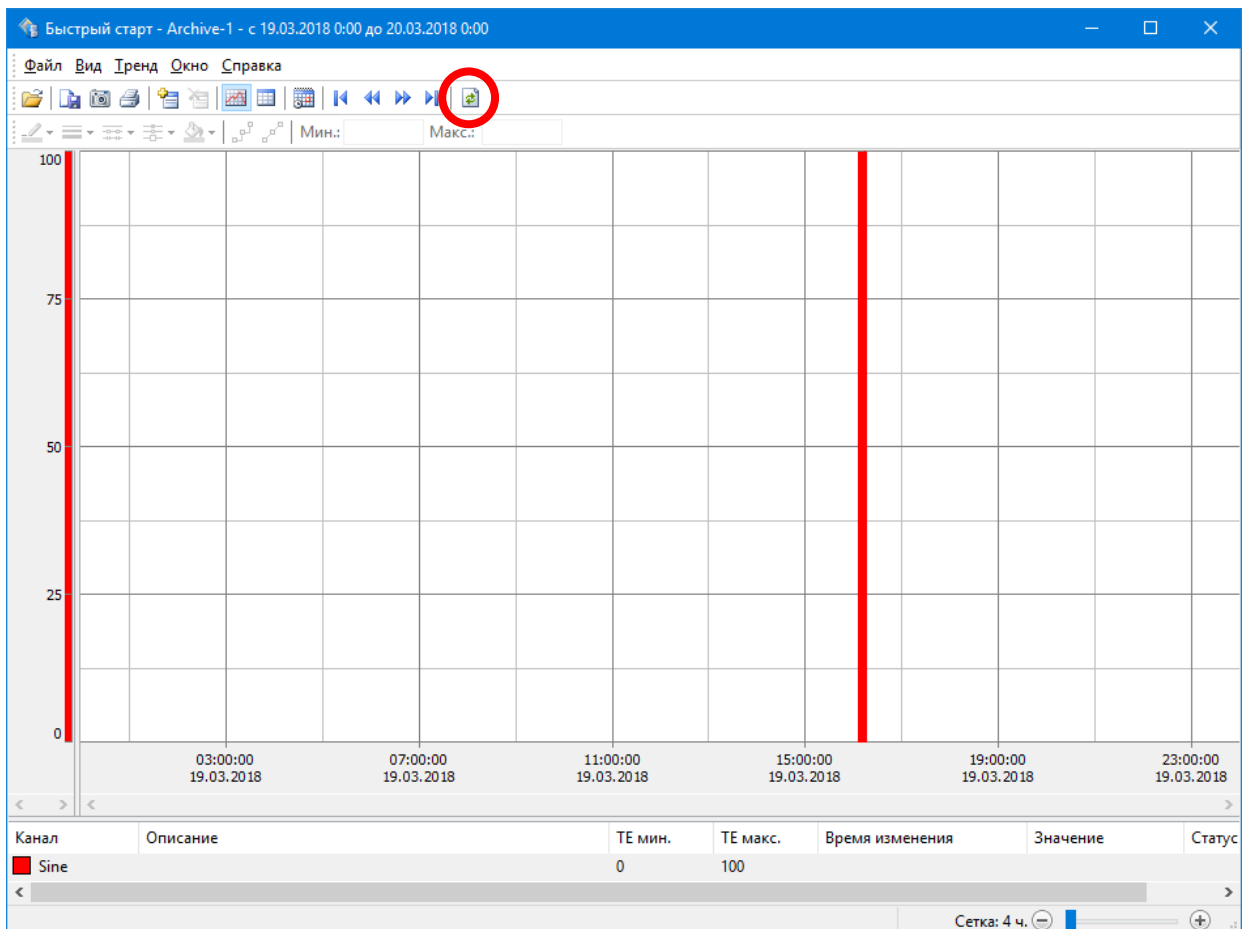 Быстрый старт - Archive-1 - с 19.03.2018 0:00 до 20.03.2018 0:00
Файл Вид Тренд Окно Справка
Мин.: Макс.:
100
75
50
25
0
03:00:00 07:00:00 11:00:00 15:00:00 19:00:00 23:00:00
19.03.2018 19.03.2018 19.03.2018 19.03.2018 19.03.2018 19.03.2018
Канал Описание ТЕ мин. ТЕ макс. Время изменения Значение Статус
Sine 0 100
Сетка: 4 ч.